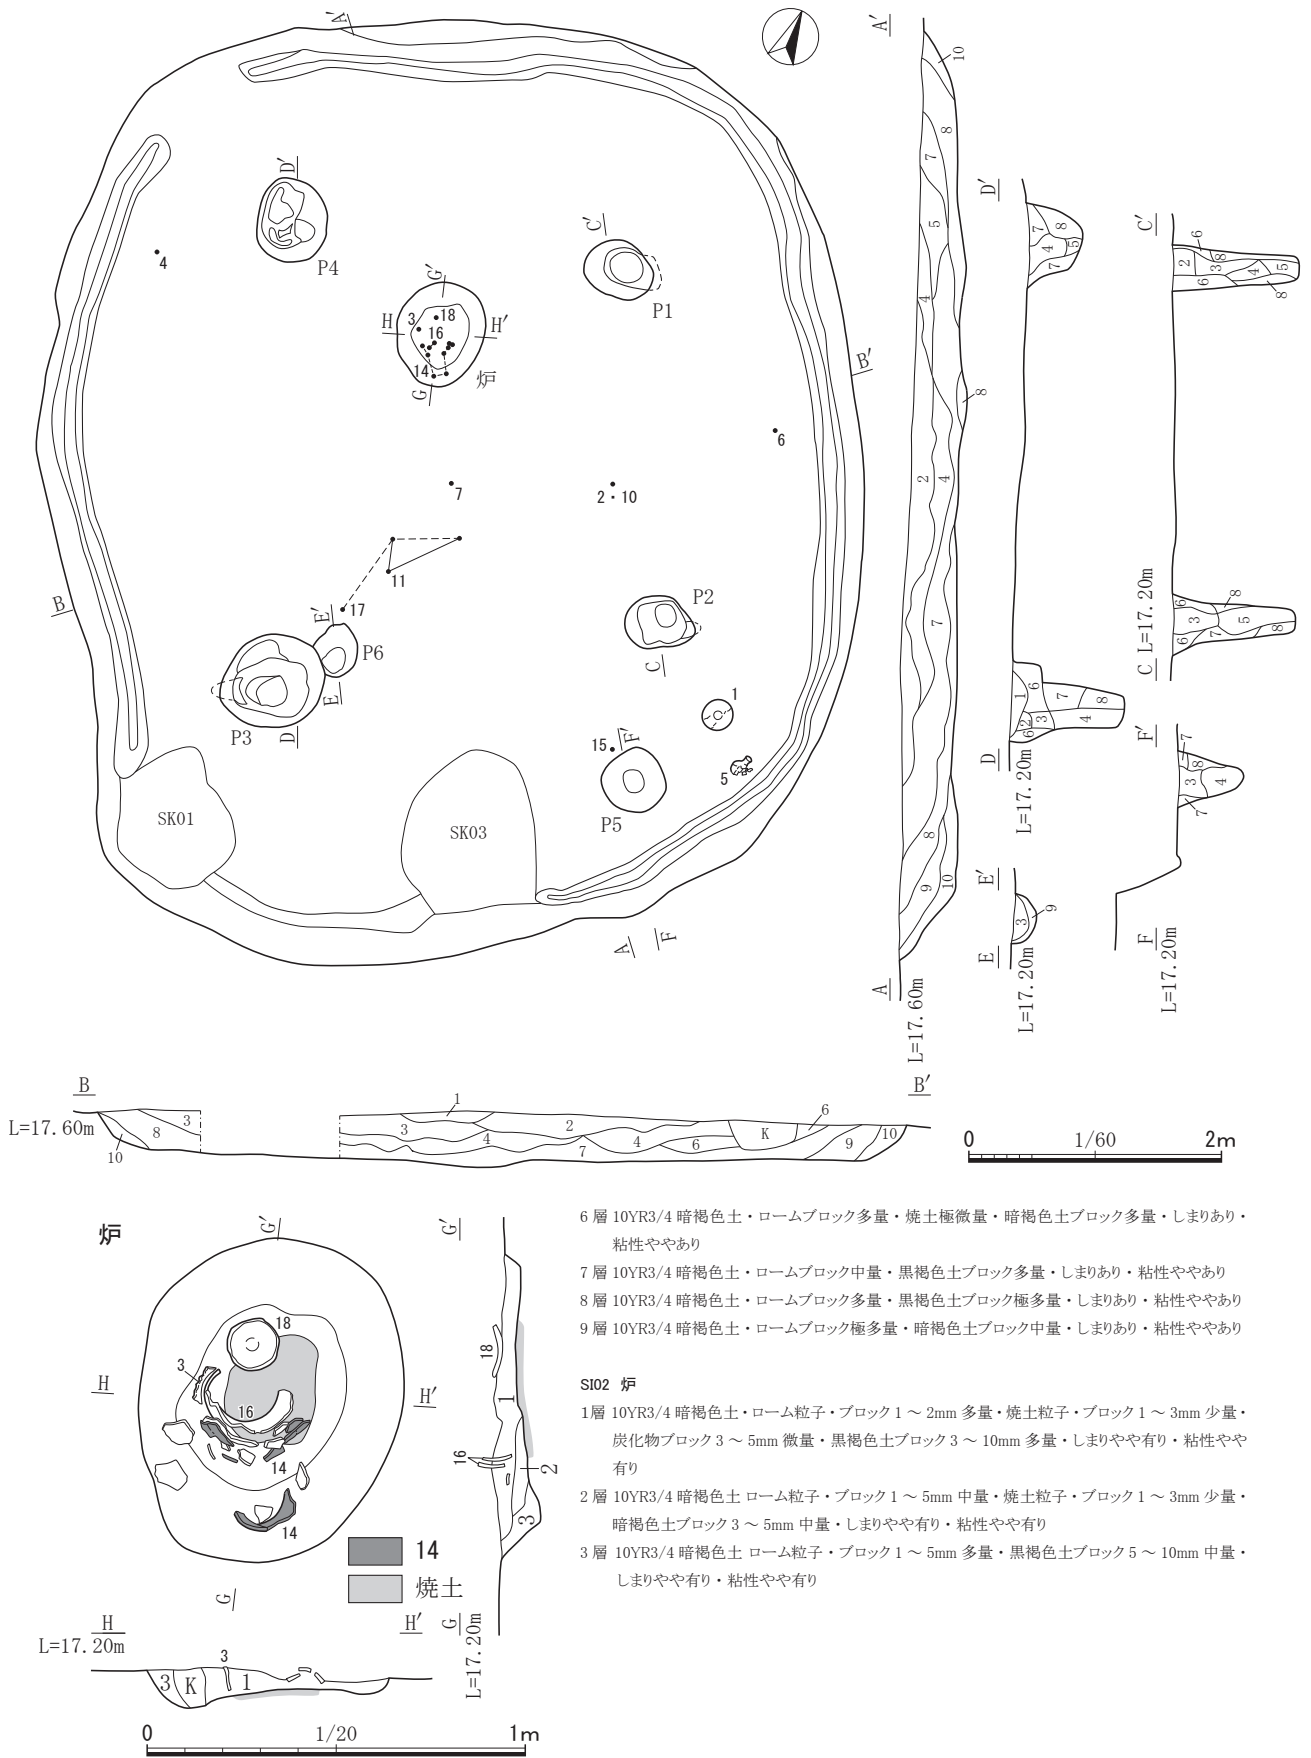 A′
A′
10
8
7
5
4
8
2
4
7
8
9
10
A
L=17.60m
D′
4
P4
C′
P1
G′
H
3
18
16
H′
14
G
炉
B′
6
7
2・10
11
17
B
E′
P6
P3
E
D
P2
C
1
15
F′
5
P5
SK01
SK03
A
F
D′
7
8
4
5
7
1
6
2
6
3
7
8
4
D
L=17.20m
C′
6
2
8
3
4
5
6
8
6
8
3
5
6
7
8
C
L=17.20m
F′
7
8
3
4
7
F
L=17.20m
E′
3
9
E
L=17.20m
B
B′
L=17.60m
10
8
3
1
3
2
4
7
4
6
K
6
9
10
0
1/60
2m
炉
G′
18
3
H
16
H′
14
14
14
焼土
G
G′
18
1
16
2
3
G
L=17.20m
H
H′
L=17.20m
3
3
K
1
0
1/20
1m
6 層 10YR3/4 暗褐色土・ロームブロック多量・焼土極微量・暗褐色土ブロック多量・しまりあり・
粘性ややあり
7 層 10YR3/4 暗褐色土・ロームブロック中量・黒褐色土ブロック多量・しまりあり・粘性ややあり
8 層 10YR3/4 暗褐色土・ロームブロック多量・黒褐色土ブロック極多量・しまりあり・粘性ややあり
9 層 10YR3/4 暗褐色土・ロームブロック極多量・暗褐色土ブロック中量・しまりあり・粘性ややあり
SI02 炉
1層 10YR3/4 暗褐色土・ローム粒子・ブロック 1 ～ 2mm 多量・焼土粒子・ブロック 1 ～ 3mm 少量・
炭化物ブロック 3 ～ 5mm 微量・黒褐色土ブロック 3 ～ 10mm 多量・しまりやや有り・粘性やや
有り
2 層 10YR3/4 暗褐色土 ローム粒子・ブロック 1 ～ 5mm 中量・焼土粒子・ブロック 1 ～ 3mm 少量・
暗褐色土ブロック 3 ～ 5mm 中量・しまりやや有り・粘性やや有り
3 層 10YR3/4 暗褐色土 ローム粒子・ブロック 1 ～ 5mm 多量・黒褐色土ブロック 5 ～ 10mm 中量・
しまりやや有り・粘性やや有り